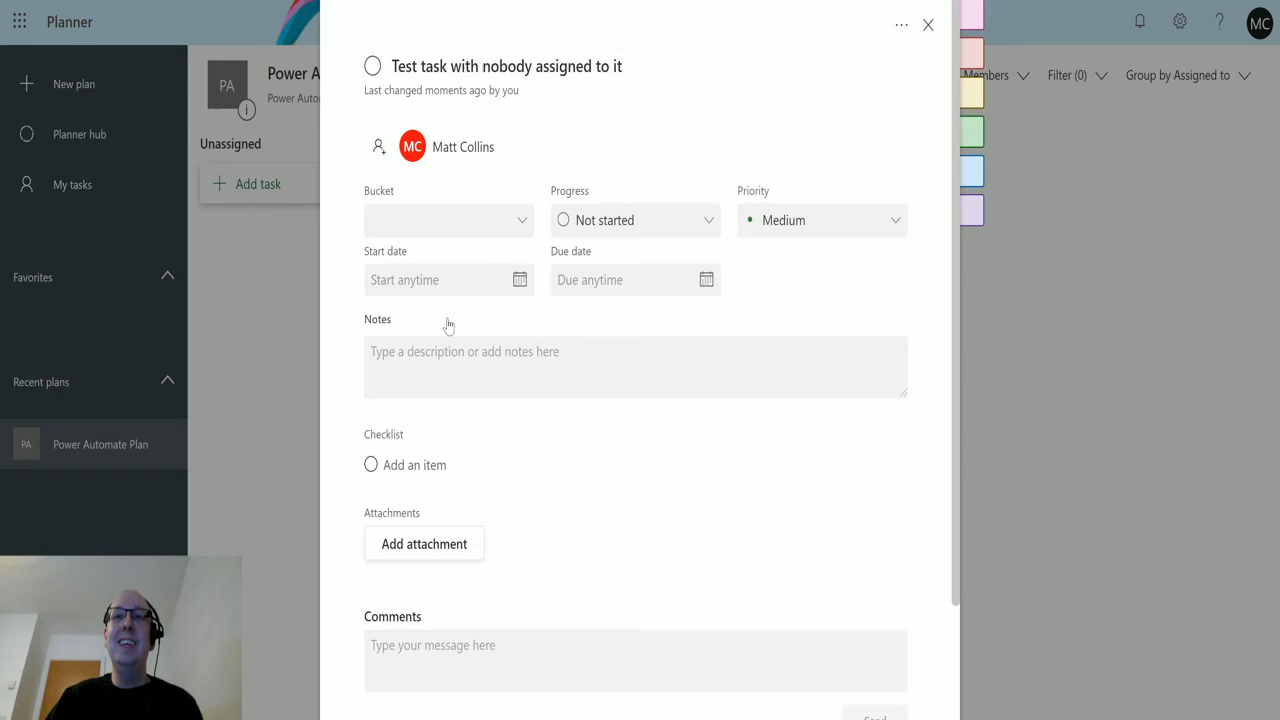 Planner
MC
New plan
Planner hub
My tasks
Favorites
Recent plans
PA
Power Automate Plan
PA
Power A
Power Autom
i
Unassigned
Add task
Members
Filter (0)
Group by Assigned to
Test task with nobody assigned to it
Last changed moments ago by you
MC Matt Collins
Bucket
Progress
Priority
Not started
Medium
Start date
Due date
Start anytime
Due anytime
Notes
Type a description or add notes here
Checklist
Add an item
Attachments
Add attachment
Comments
Type your message here
Send